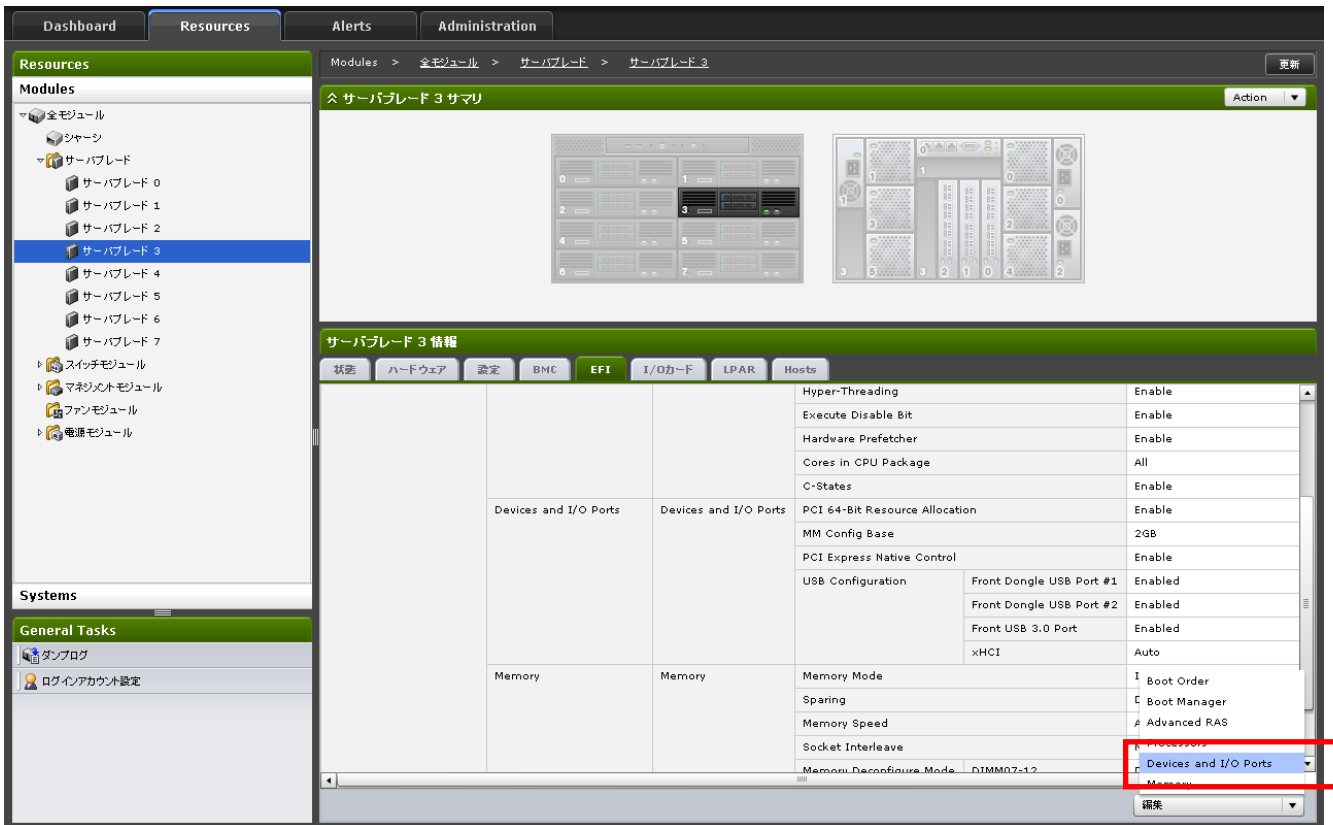 Dashboard
Resources
Alerts
Administration
Resources
Modules > 全モジュール > サーバブレード > サーバブレード 3
更新
Modules
サーバブレード 3 サマリ
Action
全モジュール
シャーシ
サーバブレード
サーバブレード 0
サーバブレード 1
サーバブレード 2
サーバブレード 3
サーバブレード 4
サーバブレード 5
サーバブレード 6
サーバブレード 7
スイッチモジュール
マネジメントモジュール
ファンモジュール
電源モジュール
0 1
2 3
4 5
6 7
サーバブレード 3 情報
状態
ハードウェア
設定
BMC
EFI
I/Oカード
LPAR
Hosts
Hyper-Threading Enable
Execute Disable Bit Enable
Hardware Prefetcher Enable
Cores in CPU Package All
C-States Enable
Devices and I/O Ports Devices and I/O Ports PCI 64-Bit Resource Allocation Enable
MM Config Base 2GB
PCI Express Native Control Enable
USB Configuration Front Dongle USB Port #1 Enabled
Front Dongle USB Port #2 Enabled
Front USB 3.0 Port Enabled
xHCI Auto
Memory Memory Memory Mode
Sparing
Memory Speed
Socket Interleave
Memory Deconfigure Mode DIMM07-12
Boot Order
Boot Manager
Advanced RAS
Processors
Devices and I/O Ports
Memory
編集
Systems
General Tasks
ダンプログ
ログインアカウント設定